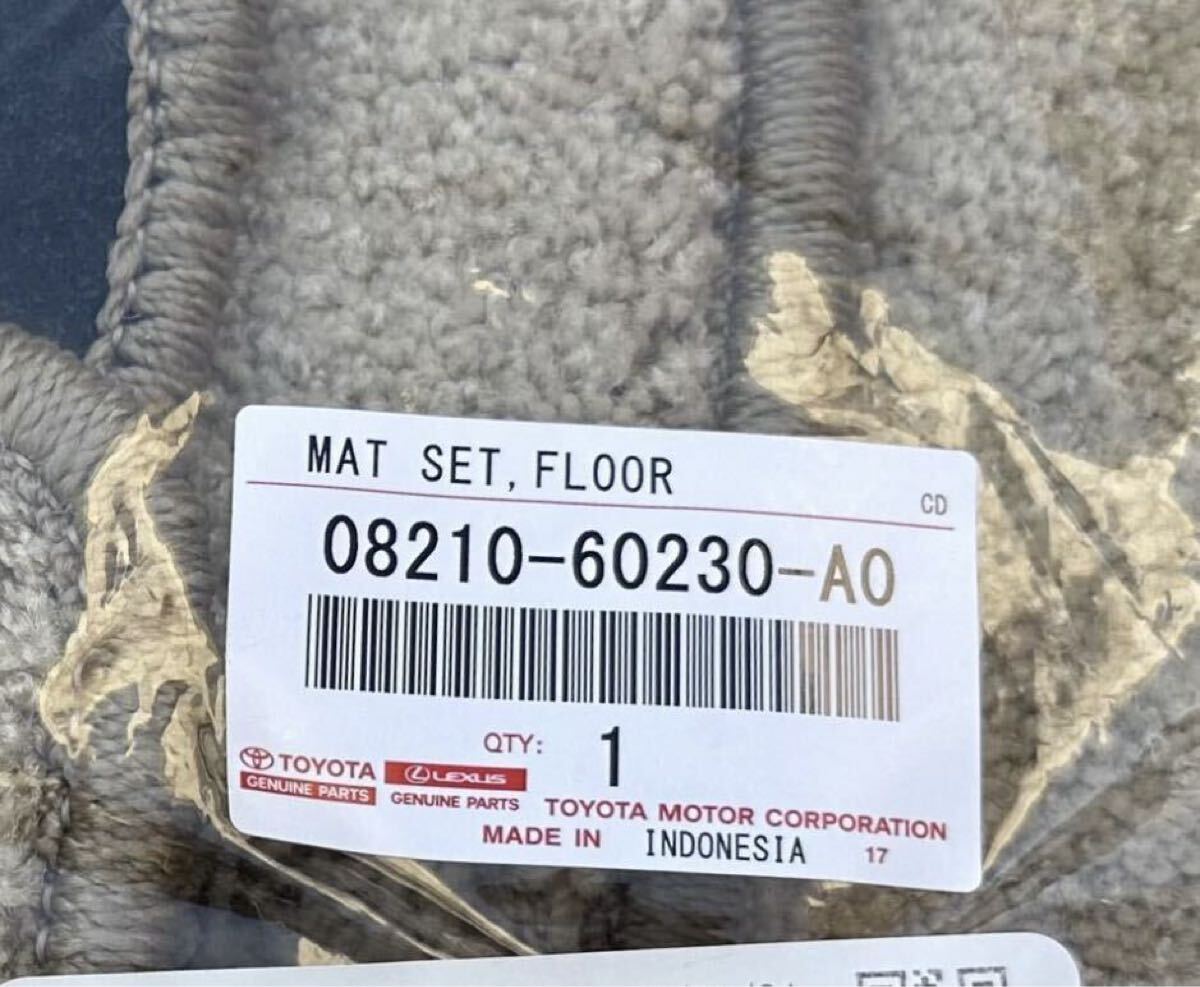 MAT SET, FLOOR
CD
08210-60230-A0
QTY: 1
TOYOTA
GENUINE PARTS
LEXUS
GENUINE PARTS
TOYOTA MOTOR CORPORATION
MADE IN INDONESIA 17